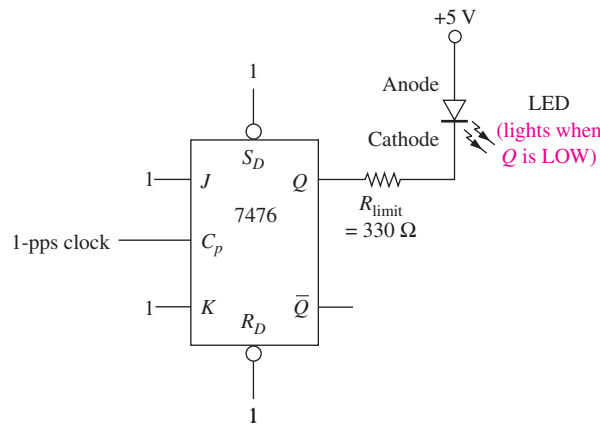 +5 V
1
Anode
LED
(lights when
Q is LOW)
Cathode
S_D
1
J
Q
7476
R_limit
= 330 Ω
1-pps clock
C_p
1
K
R_D
Q̅
1